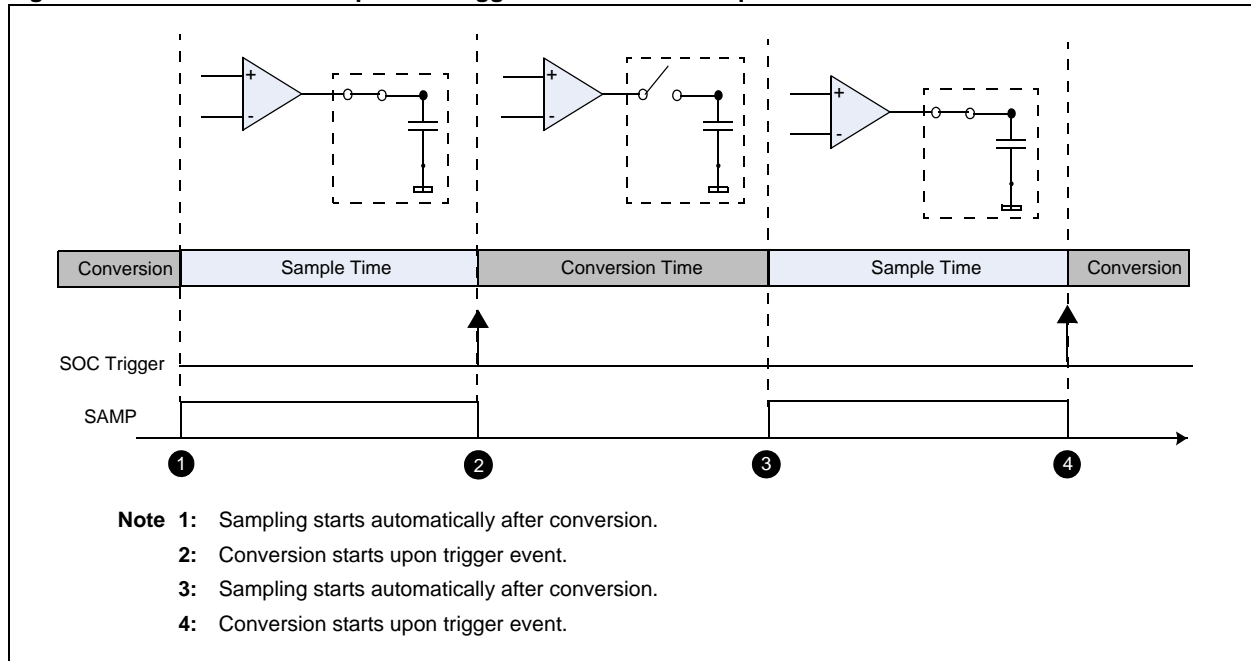 +
-
+
-
+
-
Conversion Sample Time Conversion Time Sample Time Conversion
SOC Trigger
SAMP
1 2 3 4
Note 1: Sampling starts automatically after conversion.
2: Conversion starts upon trigger event.
3: Sampling starts automatically after conversion.
4: Conversion starts upon trigger event.